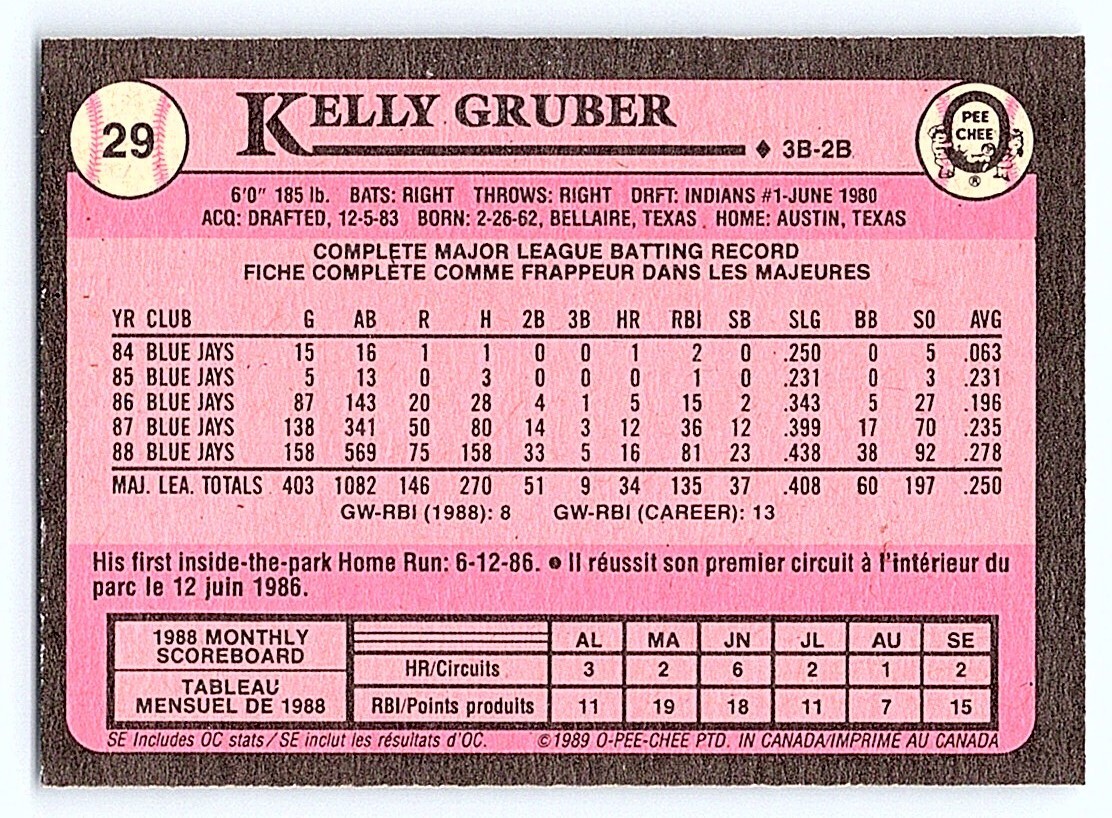 29
KELLY GRUBER
◆ 3B-2B
O
PEE
CHEE
®
6'0" 185 lb. BATS: RIGHT THROWS: RIGHT DRFT: INDIANS #1-JUNE 1980
ACQ: DRAFTED, 12-5-83 BORN: 2-26-62, BELLAIRE, TEXAS HOME: AUSTIN, TEXAS
COMPLETE MAJOR LEAGUE BATTING RECORD
FICHE COMPLÈTE COMME FRAPPEUR DANS LES MAJEURES
YR CLUB G AB R H 2B 3B HR RBI SB SLG BB SO AVG
84 BLUE JAYS 15 16 1 1 0 0 1 2 0 .250 0 5 .063
85 BLUE JAYS 5 13 0 3 0 0 0 1 0 .231 0 3 .231
86 BLUE JAYS 87 143 20 28 4 1 5 15 2 .343 5 27 .196
87 BLUE JAYS 138 341 50 80 14 3 12 36 12 .399 17 70 .235
88 BLUE JAYS 158 569 75 158 33 5 16 81 23 .438 38 92 .278
MAJ. LEA. TOTALS 403 1082 146 270 51 9 34 135 37 .408 60 197 .250
GW-RBI (1988): 8 GW-RBI (CAREER): 13
His first inside-the-park Home Run: 6-12-86. ● Il réussit son premier circuit à l'intérieur du
parc le 12 juin 1986.
1988 MONTHLY
SCOREBOARD
TABLEAU
MENSUEL DE 1988
AL MA JN JL AU SE
HR/Circuits 3 2 6 2 1 2
RBI/Points produits 11 19 18 11 7 15
SE Includes OC stats/SE inclut les résultats d'OC. ©1989 O-PEE-CHEE PTD. IN CANADA/IMPRIME AU CANADA